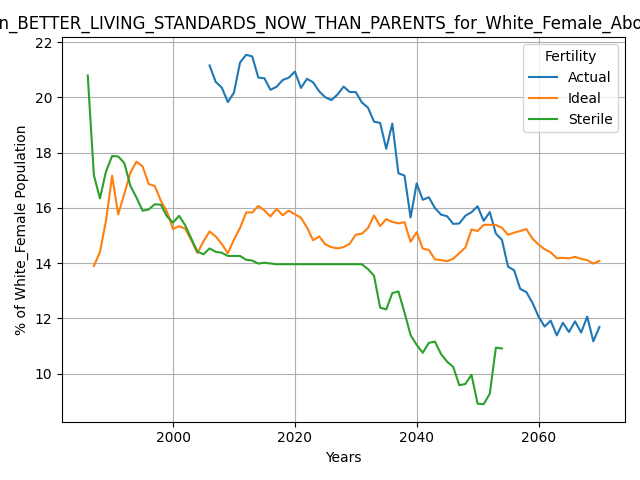 n_BETTER_LIVING_STANDARDS_NOW_THAN_PARENTS_for_White_Female_Abo
22
20
18
16
14
12
10
% of White_Female Population
Fertility
Actual
Ideal
Sterile
2000
2020
2040
2060
Years